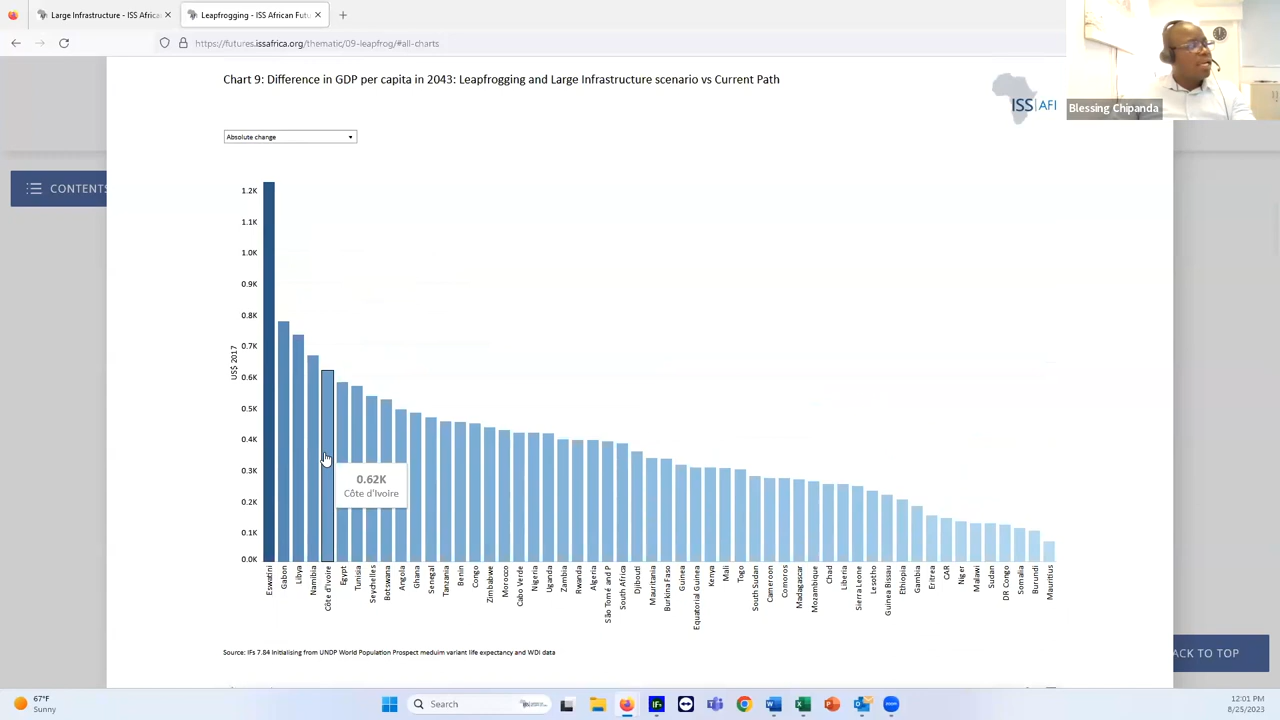 Large Infrastructure - ISS Africa
Leapfrogging - ISS African Futu
https://futures.issafrica.org/thematic/09-leapfrog/#all-charts
Blessing Chipanda
Chart 9: Difference in GDP per capita in 2043: Leapfrogging and Large Infrastructure scenario vs Current Path
ISS AFI
Absolute change
CONTENTS
1.2K
1.1K
1.0K
0.9K
0.8K
0.7K
0.6K
0.5K
0.4K
0.3K
0.2K
0.1K
0.0K
US$ 2017
0.62K
Côte d'Ivoire
Eswatini
Gabon
Libya
Namibia
Côte d'Ivoire
Egypt
Tunisia
Seychelles
Botswana
Angola
Ghana
Senegal
Tanzania
Benin
Congo
Zimbabwe
Morocco
Cabo Verde
Nigeria
Uganda
Zambia
Rwanda
Algeria
São Tomé and P
South Africa
Djibouti
Mauritania
Burkina Faso
Guinea
Equatorial Guinea
Kenya
Mali
Togo
South Sudan
Cameroon
Comoros
Madagascar
Mozambique
Chad
Liberia
Sierra Leone
Lesotho
Guinea Bissau
Ethiopia
Gambia
Eritrea
CAR
Niger
Malawi
Sudan
DR Congo
Somalia
Burundi
Mauritius
Source: IFs 7.84 Initialising from UNDP World Population Prospect meduim variant life expectancy and WDI data
ACK TO TOP
67°F
Sunny
Search
12:01 PM
8/25/2023